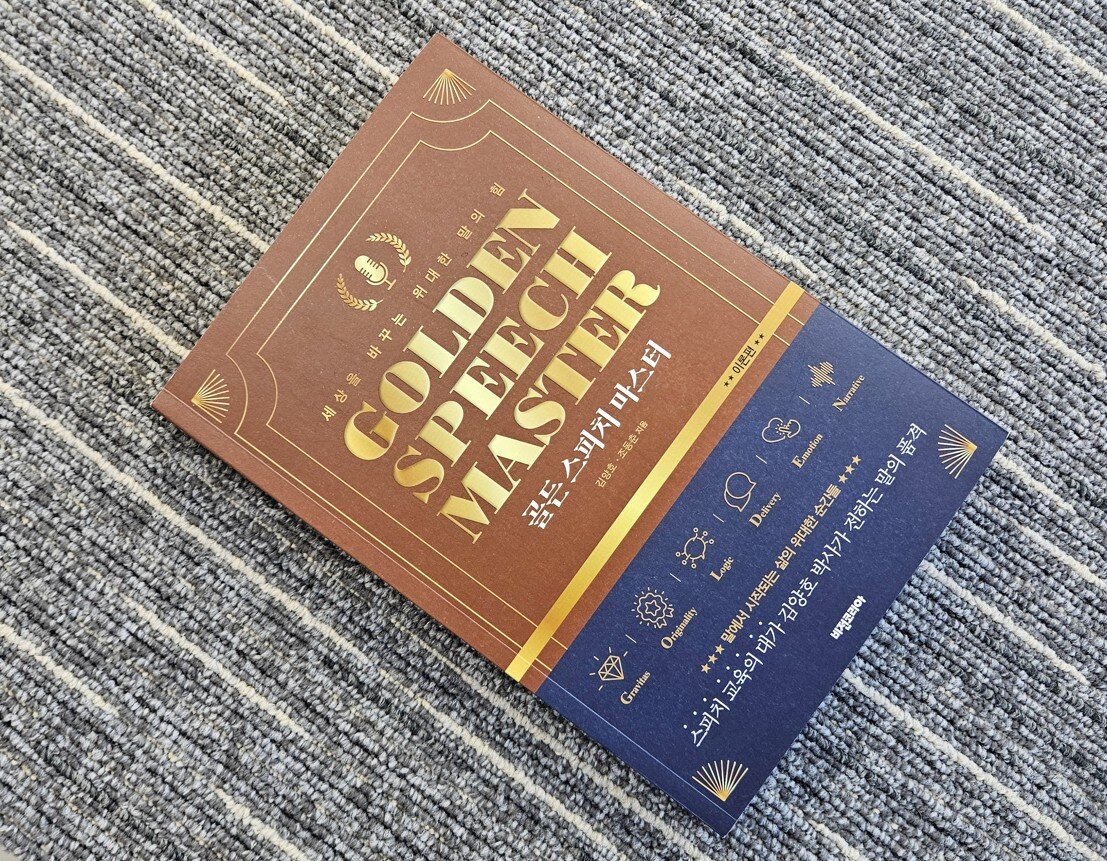 세상을 바꾸는 위대한 말의 힘
GOLDEN
SPEECH
MASTER
골든 스피치 마스터
김양호 · 조동춘 지음
★★ 이론편 ★★
Gravitas | Originality | Logic | Delivery | Emotion | Narrative
★★★ 말에서 시작되는 삶의 위대한 순간들 ★★★
스피치 교육의 대가 김양호 박사가 전하는 말의 품격
비전코리아